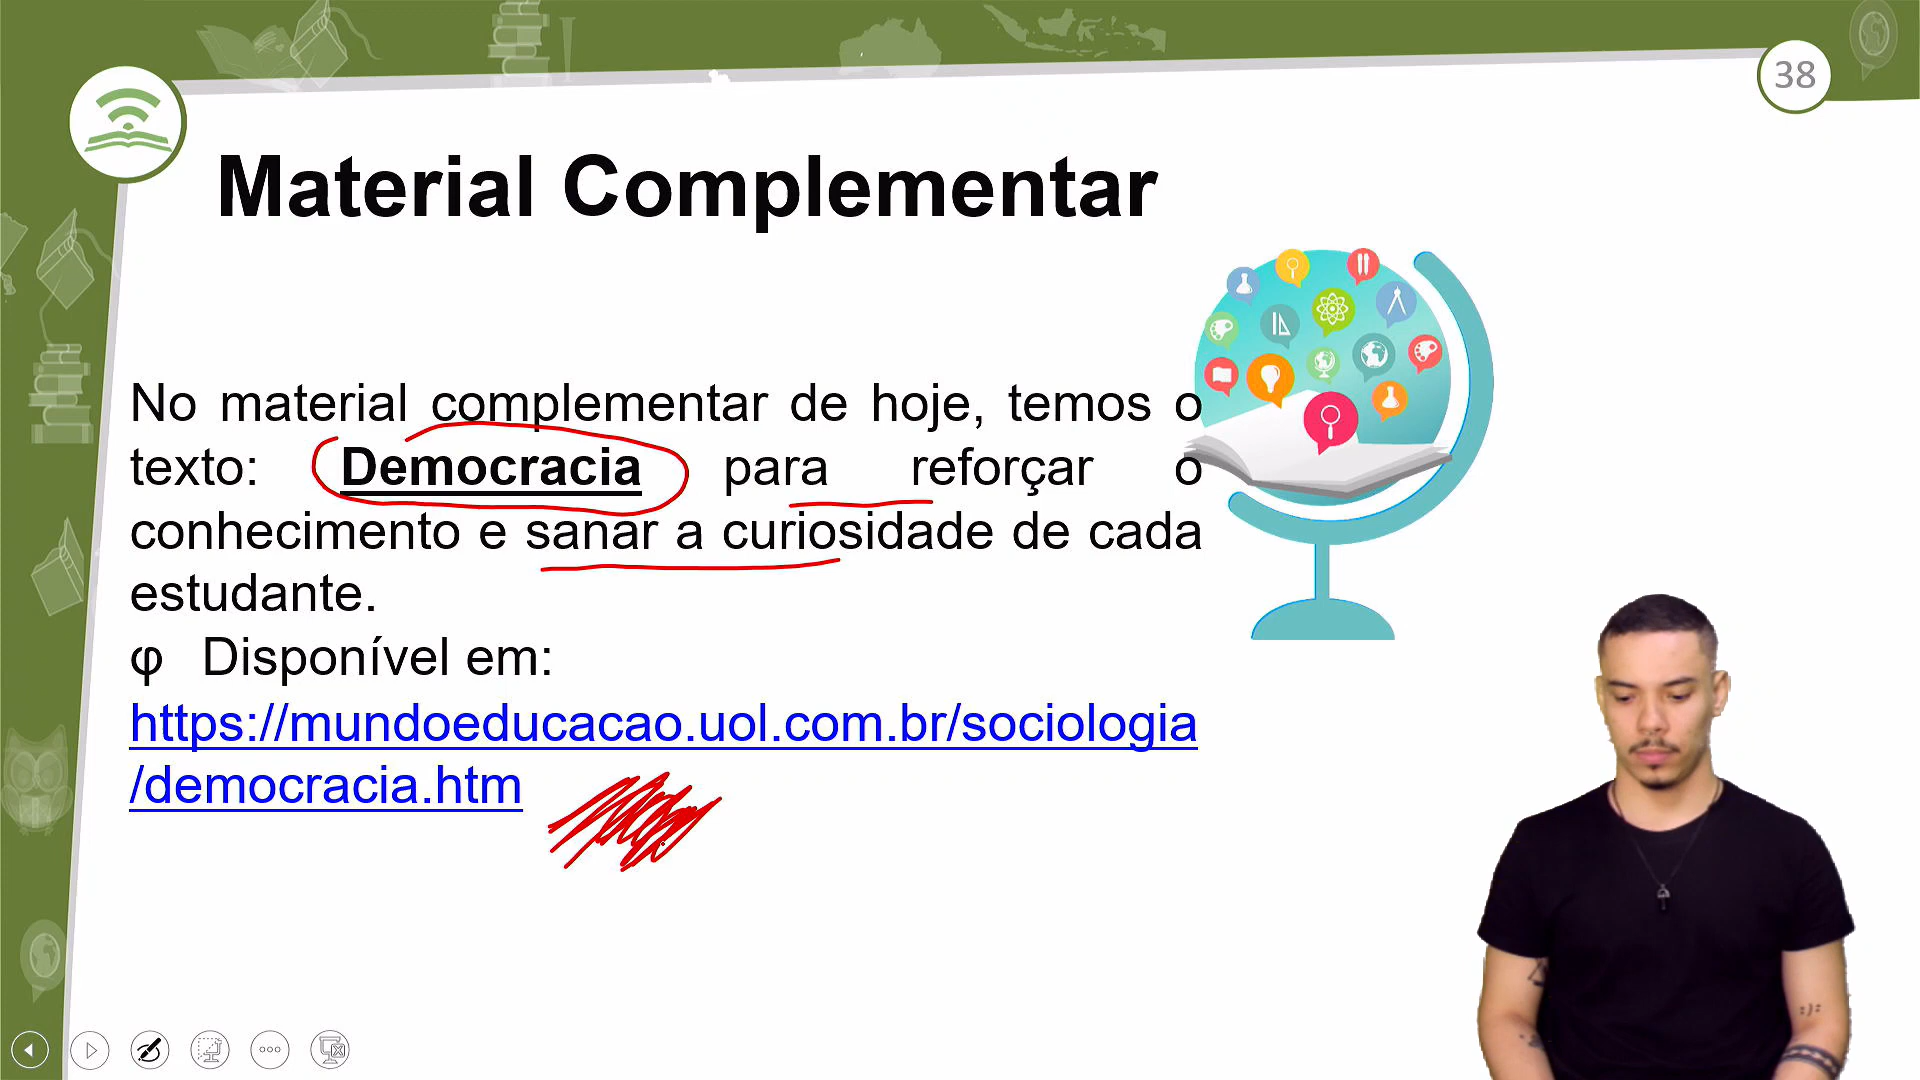 38
Material Complementar
No material complementar de hoje, temos o
texto: Democracia para reforçar o
conhecimento e sanar a curiosidade de cada
estudante.
φ Disponível em:
https://mundoeducacao.uol.com.br/sociologia
/democracia.htm